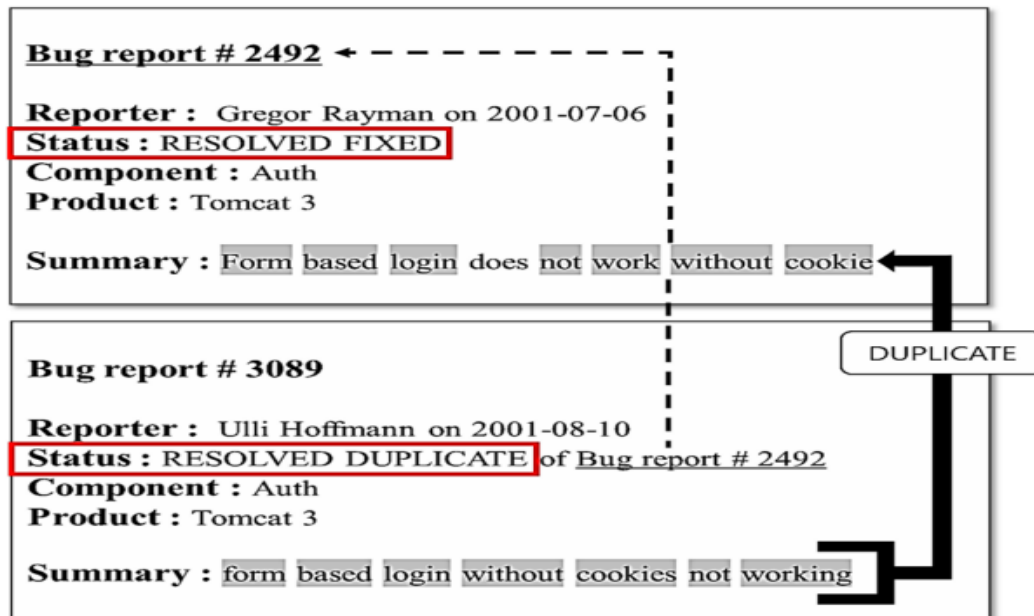 Bug report # 2492
Reporter : Gregor Rayman on 2001-07-06
Status : RESOLVED FIXED
Component : Auth
Product : Tomcat 3
Summary : Form based login does not work without cookie
DUPLICATE
Bug report # 3089
Reporter : Ulli Hoffmann on 2001-08-10
Status : RESOLVED DUPLICATE of Bug report # 2492
Component : Auth
Product : Tomcat 3
Summary : form based login without cookies not working